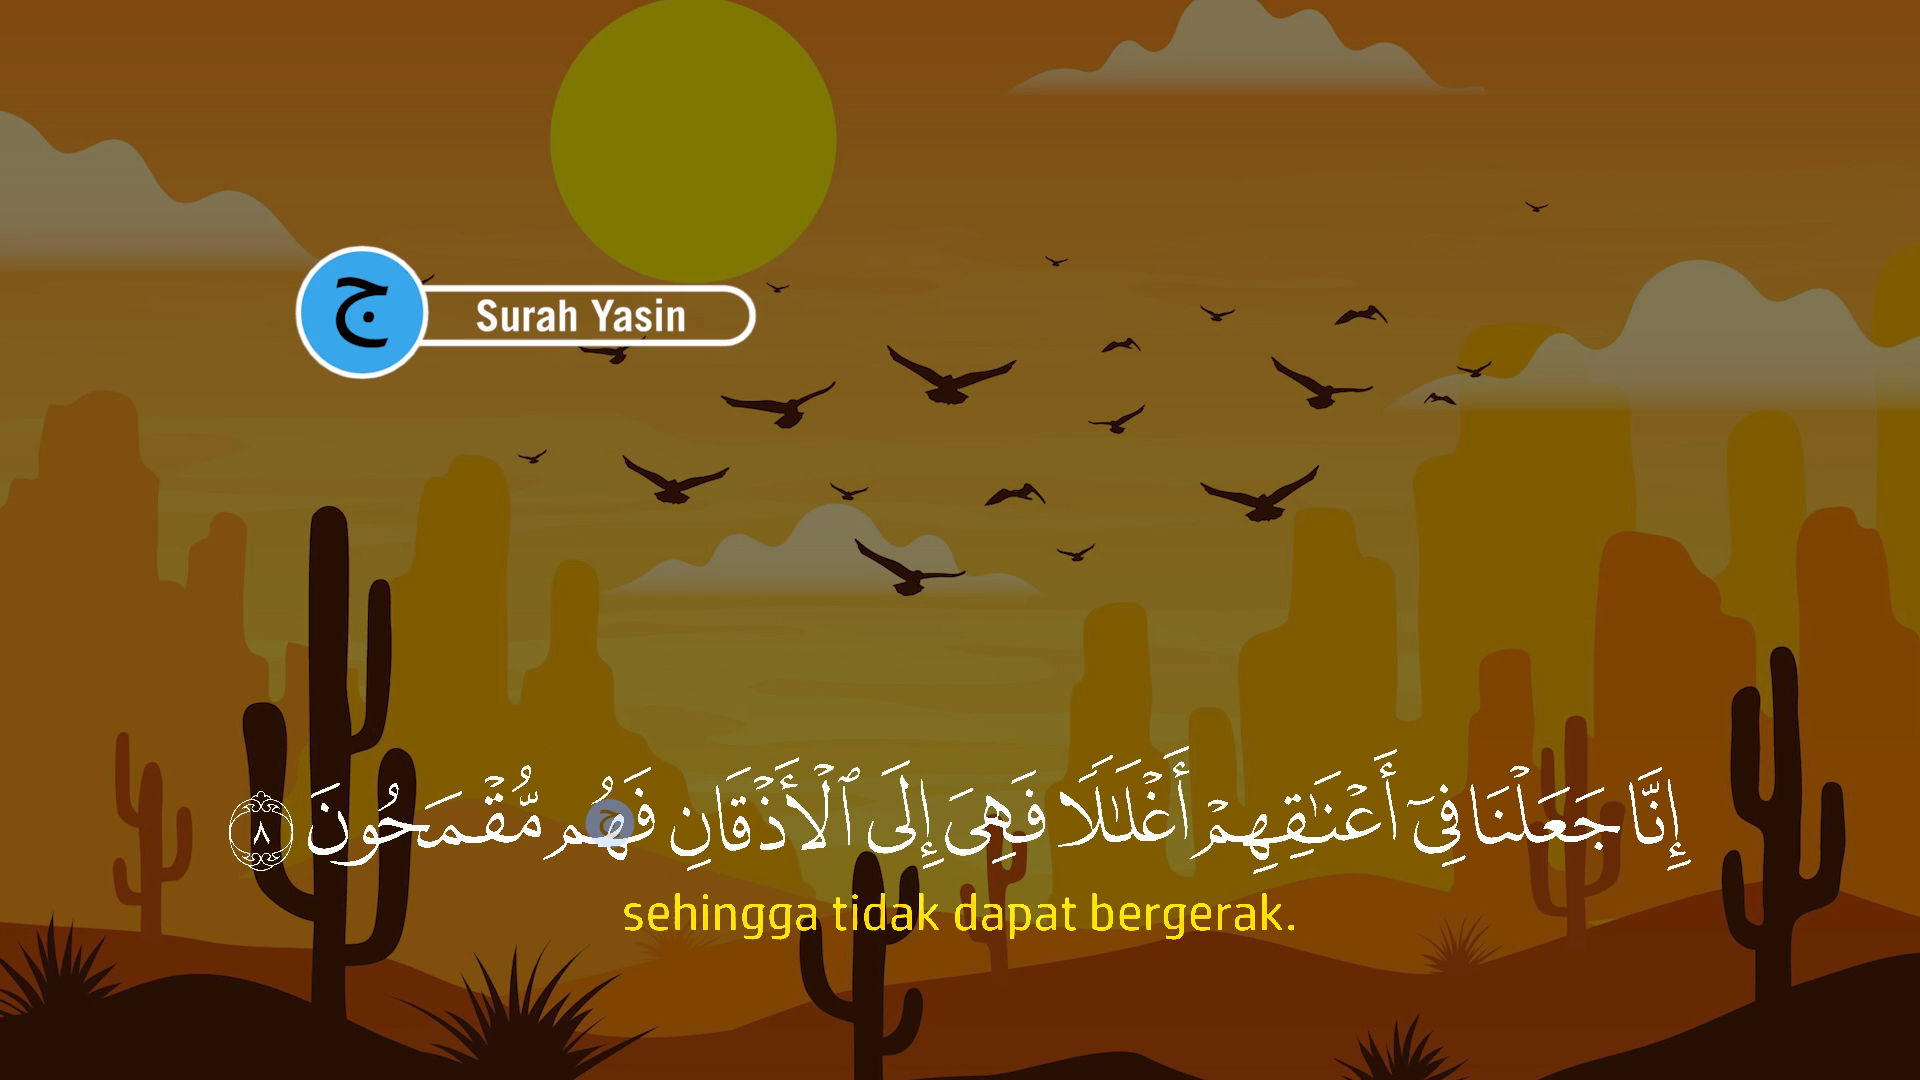 ج
Surah Yasin
إِنَّا جَعَلْنَا فِىٓ أَعْنَـٰقِهِمْ أَغْلَـٰلًا فَهِىَ إِلَى ٱلْأَذْقَانِ فَهُم مُّقْمَحُونَ ٨
ج
sehingga tidak dapat bergerak.